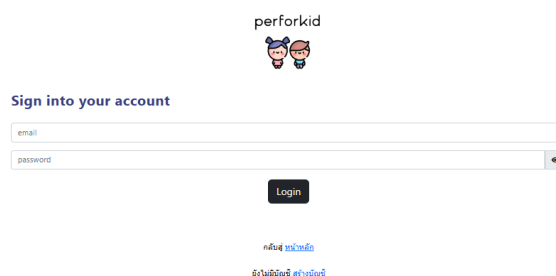 perforkid
Sign into your account
email
password
Login
กลับสู่ หน้าหลัก
ยังไม่มีบัญชี สร้างบัญชี